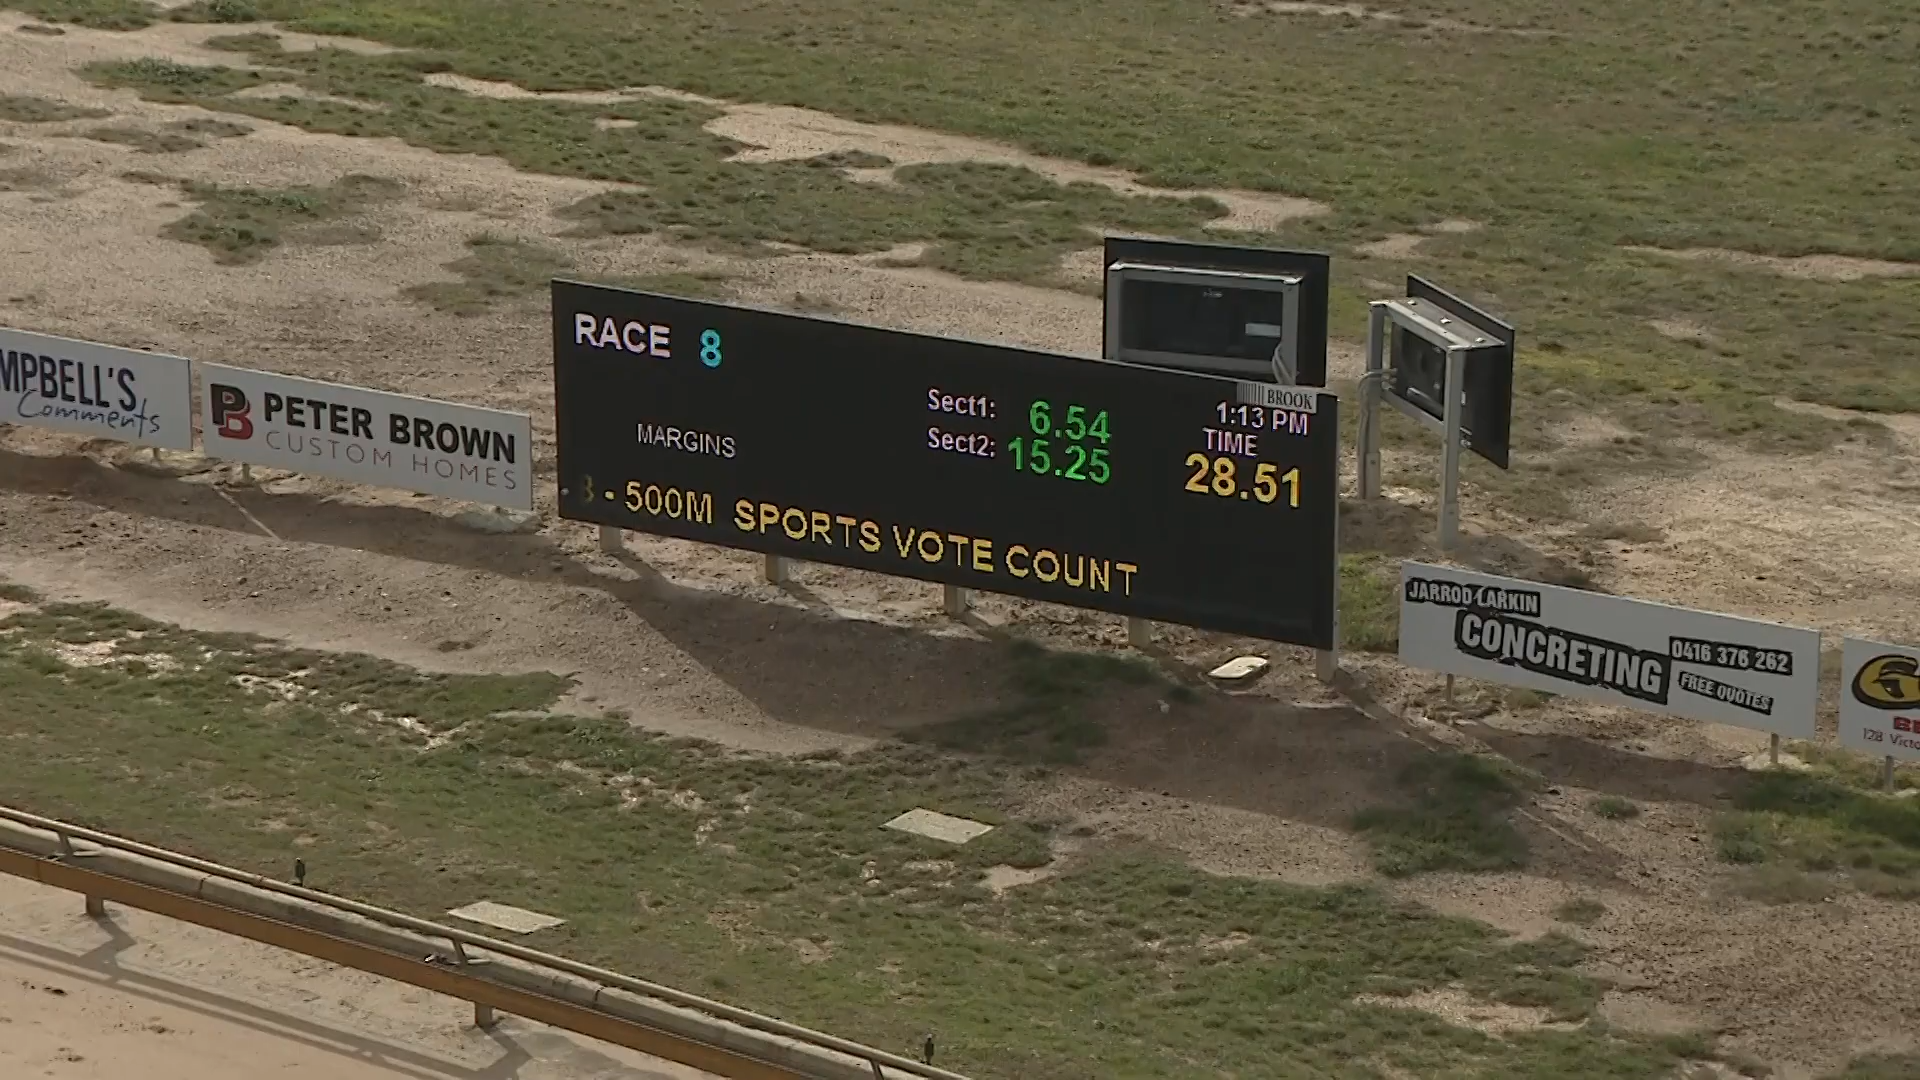 MPBELL'S
Comments
PB PETER BROWN
CUSTOM HOMES
RACE 8
BROOK
Sect1: 6.54
1:13 PM
MARGINS
Sect2: 15.25
TIME
28.51
- 500M SPORTS VOTE COUNT
JARROD LARKIN
CONCRETING
0416 376 262
FREE QUOTES
128 Victo